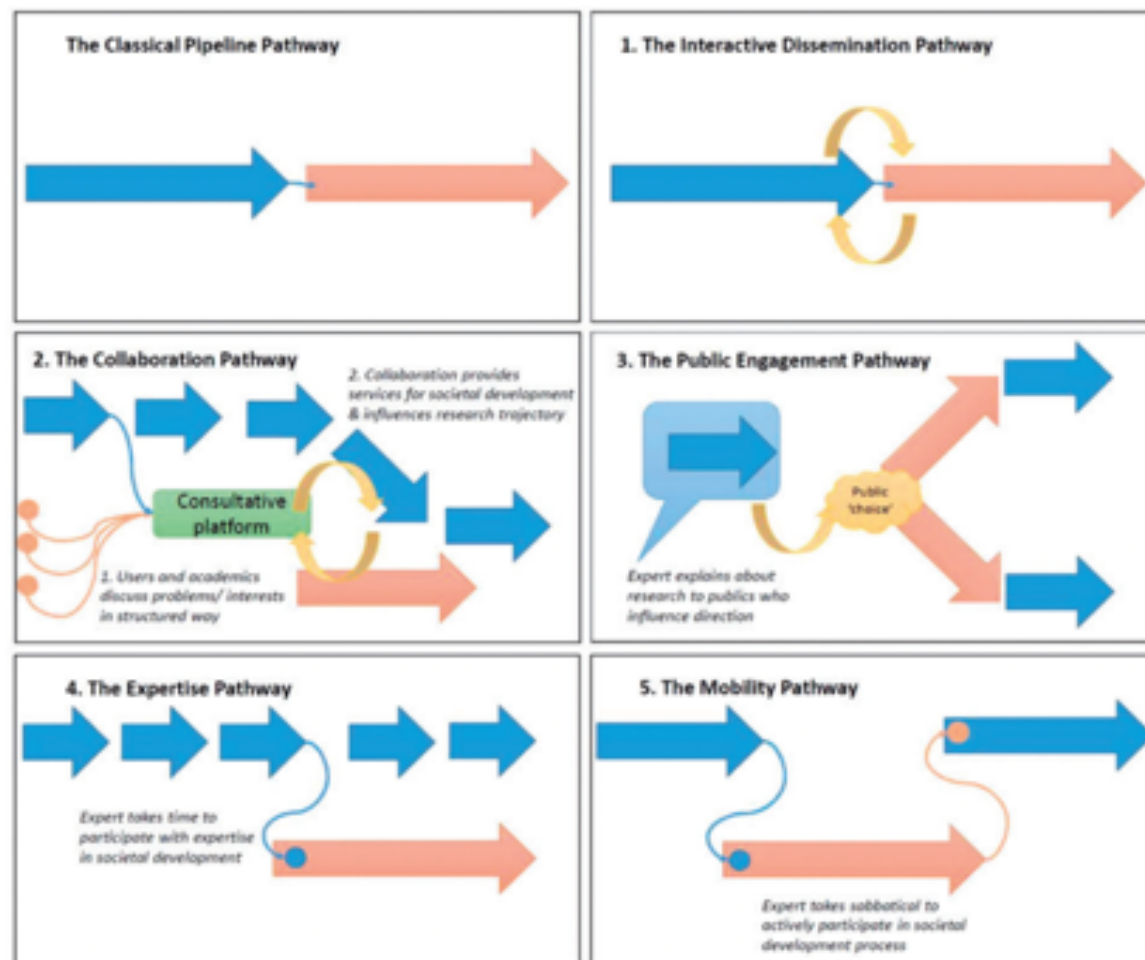 The Classical Pipeline Pathway
1. The Interactive Dissemination Pathway
2. The Collaboration Pathway
2. Collaboration provides
services for societal development
& influences research trajectory
Consultative
platform
1. Users and academics
discuss problems/ interests
in structured way
3. The Public Engagement Pathway
Public
'choice'
Expert explains about
research to publics who
influence direction
4. The Expertise Pathway
Expert takes time to
participate with expertise
in societal development
5. The Mobility Pathway
Expert takes sabbatical to
actively participate in societal
development process